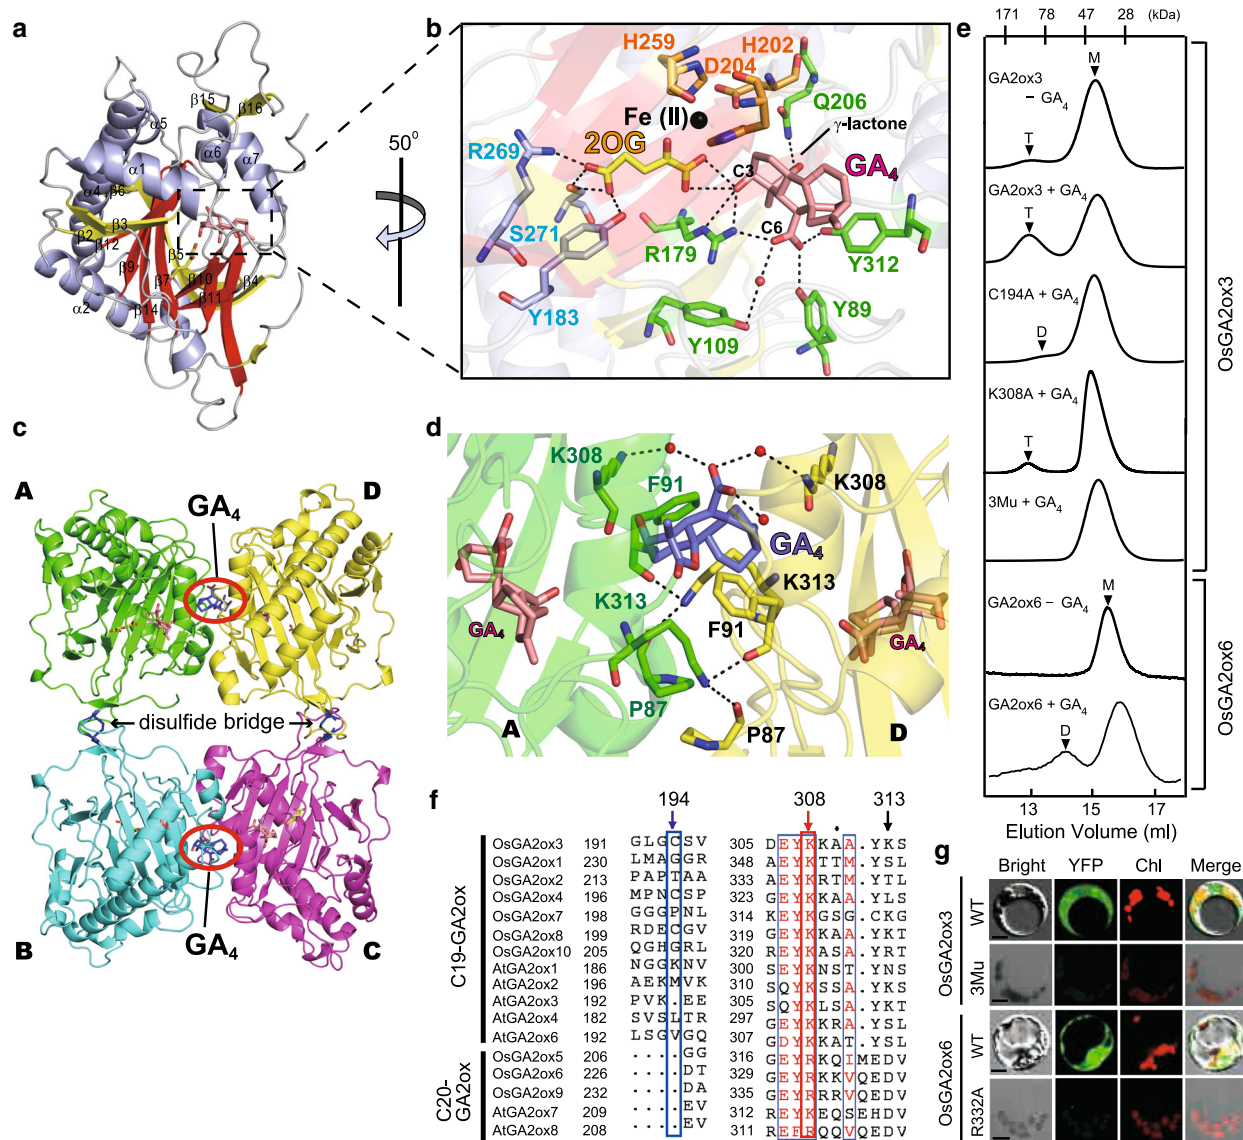 a
β15
β16
α5
α6
α7
α1
α4
β6
β3
β2
β12
β5
β9
β7
β10
β4
β11
α2
β14
50°
b
H259
H202
D204
Q206
Fe (II)
γ-lactone
2OG
R269
C3
GA4
S271
C6
R179
Y312
Y183
Y109
Y89
c
A
D
GA4
disulfide bridge
B
GA4
C
d
K308
F91
K308
GA4
K313
K313
GA4
F91
GA4
P87
A
P87
D
e
171 78 47 28 (kDa)
GA2ox3
– GA4
M
T
GA2ox3 + GA4
T
C194A + GA4
D
K308A + GA4
T
3Mu + GA4
OsGA2ox3
GA2ox6 – GA4
M
GA2ox6 + GA4
D
OsGA2ox6
13 15 17
Elution Volume (ml)
f
194 308 313
C19-GA2ox
OsGA2ox3 191 GLGCSV 305 DEYKKAA.YKS
OsGA2ox1 230 LMAGGR 348 AEYKTTM.YSL
OsGA2ox2 213 PAPTAA 333 AEYKRTM.YTL
OsGA2ox4 196 MPNCSP 323 GEYKKAA.YLS
OsGA2ox7 198 GGGPNL 314 KEYKGSG.CKG
OsGA2ox8 199 RDECGV 319 GEYKKAA.YKT
OsGA2ox10 205 QGHGRL 320 REYKASA.YRT
AtGA2ox1 186 NGGKNV 300 SEYKNST.YNS
AtGA2ox2 196 AEKMVK 310 SQYKSSA.YKS
AtGA2ox3 192 PVK.EE 305 SQYKLSA.YKT
AtGA2ox4 182 SVSLTR 297 GEYKKRA.YSL
AtGA2ox6 192 LSGVGQ 307 GDYKKAT.YSL
C20-
GA2ox
OsGA2ox5 206 ....GG 316 GEYRKQIMEDV
OsGA2ox6 226 ....DT 329 GEYRKKVQEDV
OsGA2ox9 232 ....DA 335 GEYRRRVQEDV
AtGA2ox7 209 ....EV 312 REYKQESEHDV
AtGA2ox8 208 ....EV 311 REFRQQVQEDV
g
Bright YFP Chl Merge
OsGA2ox3
WT
3Mu
OsGA2ox6
WT
R332A